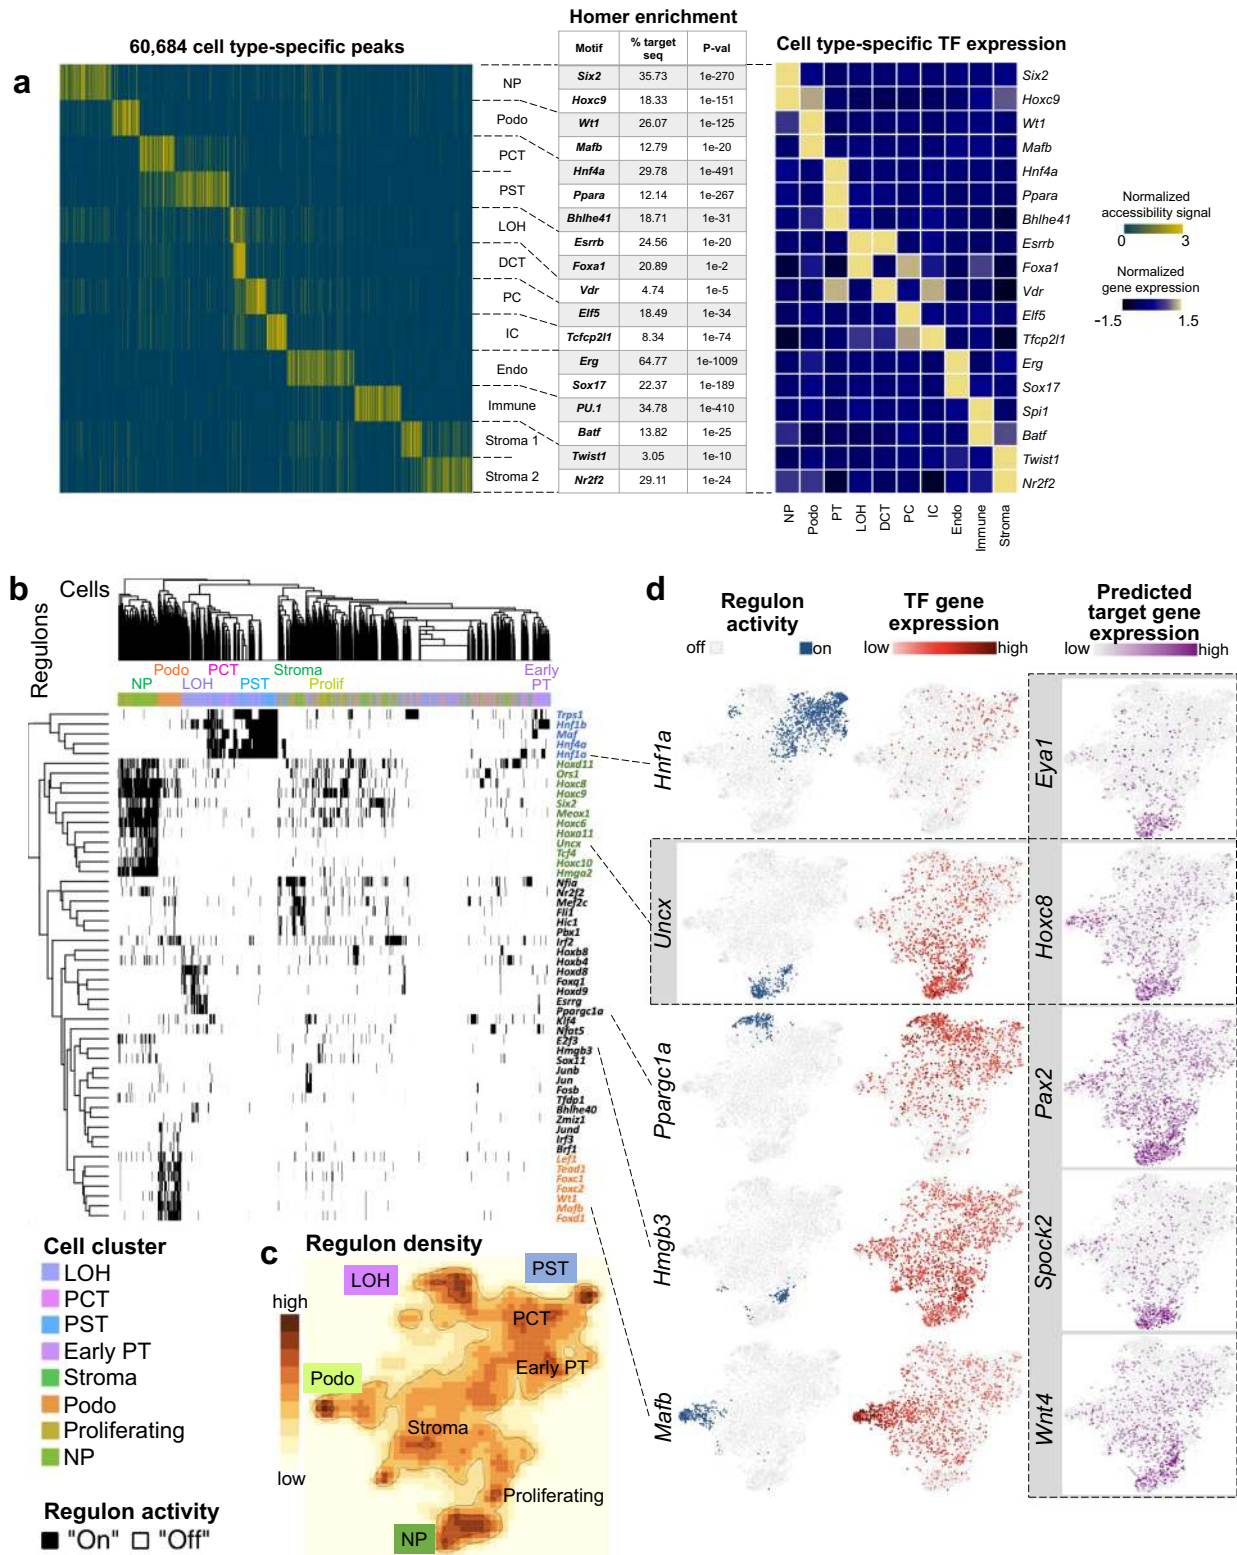 Homer enrichment
60,684 cell type-specific peaks
Cell type-specific TF expression
a
NP
Podo
PCT
PST
LOH
DCT
PC
IC
Endo
Immune
Stroma 1
Stroma 2
Motif % target seq P-val
Six2 35.73 1e-270
Hoxc9 18.33 1e-151
Wt1 26.07 1e-125
Mafb 12.79 1e-20
Hnf4a 29.78 1e-491
Ppara 12.14 1e-267
Bhlhe41 18.71 1e-31
Esrrb 24.56 1e-20
Foxa1 20.89 1e-2
Vdr 4.74 1e-5
Elf5 18.49 1e-34
Tcfcp2l1 8.34 1e-74
Erg 64.77 1e-1009
Sox17 22.37 1e-189
PU.1 34.78 1e-410
Batf 13.82 1e-25
Twist1 3.05 1e-10
Nr2f2 29.11 1e-24
Six2
Hoxc9
Wt1
Mafb
Hnf4a
Ppara
Bhlhe41
Esrrb
Foxa1
Vdr
Elf5
Tfcp2l1
Erg
Sox17
Spi1
Batf
Twist1
Nr2f2
NP Podo PT LOH DCT PC IC Endo Immune Stroma
Normalized
accessibility signal
0 3
Normalized
gene expression
-1.5 1.5
b
Cells
Regulons
Podo PCT Stroma Early
NP LOH PST Prolif PT
Trps1
Hnf1b
Maf
Hnf4a
Hnf1a
Hoxd11
Osr1
Hoxc8
Hoxc9
Six2
Meox1
Hoxc6
Hoxa11
Uncx
Tcf4
Hoxc10
Hmga2
Nfia
Nr2f2
Mef2c
Fli1
Hic1
Pbx1
Irf2
Hoxb8
Hoxb4
Hoxd8
Foxq1
Hoxd9
Esrrg
Ppargc1a
Klf4
Nfat5
E2f3
Hmgb3
Sox11
Junb
Jun
Fosb
Tfdp1
Bhlhe40
Zmiz1
Jund
Irf3
Brf1
Lef1
Tead1
Foxc1
Foxc2
Wt1
Mafb
Foxd1
Cell cluster
LOH
PCT
PST
Early PT
Stroma
Podo
Proliferating
NP
Regulon activity
"On" "Off"
c
Regulon density
high
low
LOH
PST
PCT
Early PT
Podo
Stroma
Proliferating
NP
d
Regulon
activity
off on
TF gene
expression
low high
Predicted
target gene
expression
low high
Hnf1a
Eya1
Uncx
Hoxc8
Ppargc1a
Pax2
Hmgb3
Spock2
Mafb
Wnt4